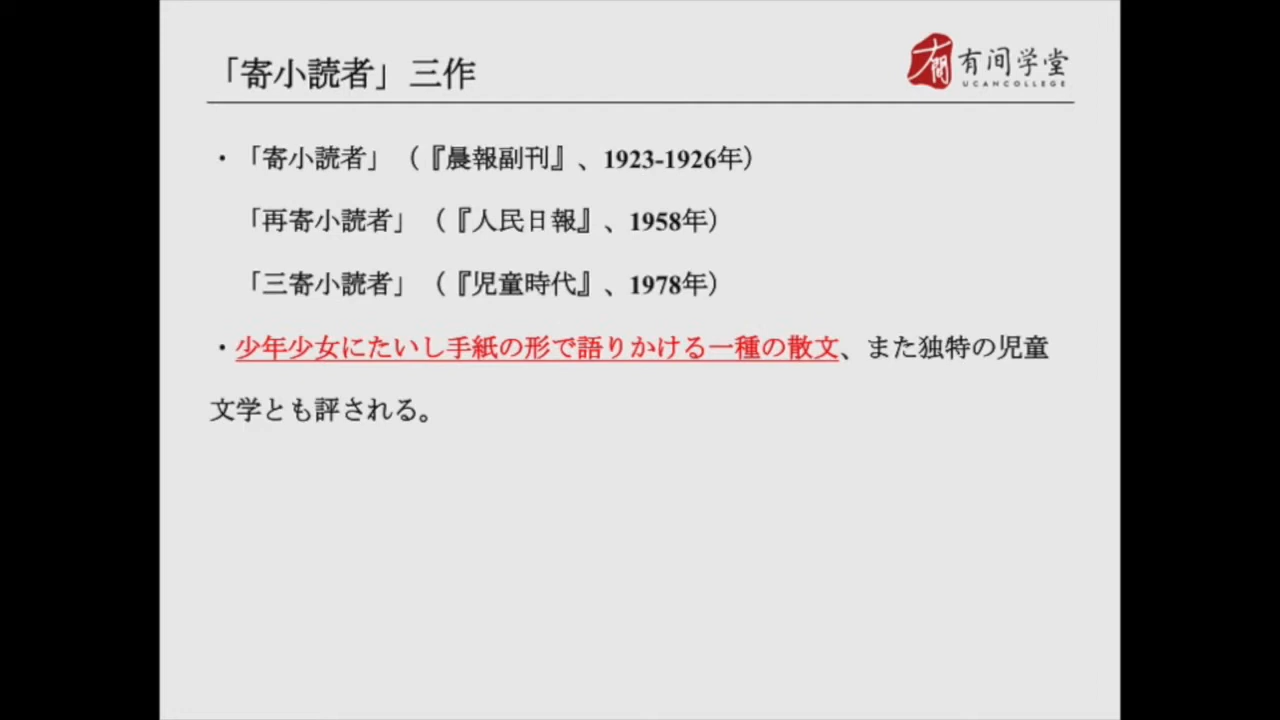 「寄小読者」三作
有间学堂
UCANCOLLEGE
・「寄小読者」（『晨報副刊』、1923-1926年）
「再寄小読者」（『人民日報』、1958年）
「三寄小読者」（『児童時代』、1978年）
・少年少女にたいし手紙の形で語りかける一種の散文、また独特の児童
文学とも評される。